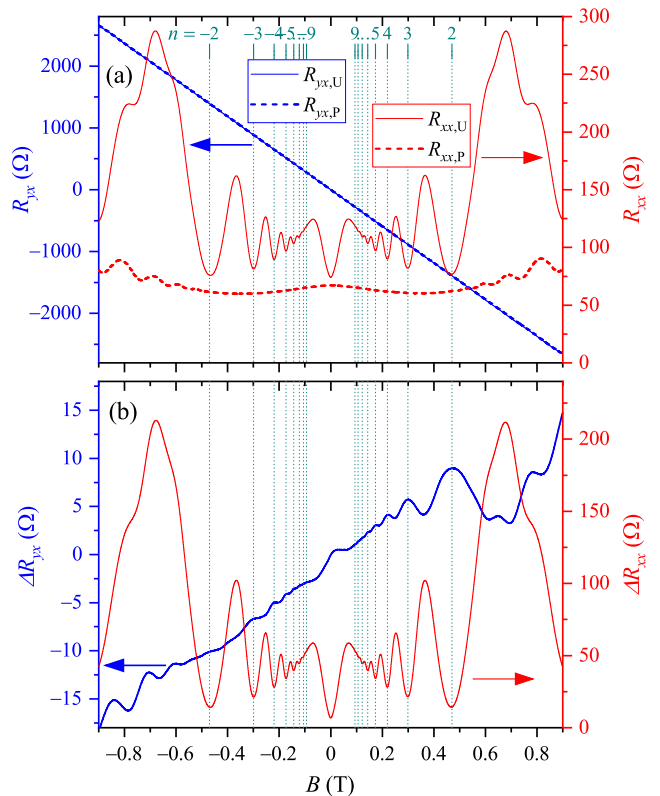 n = −2 −3 −4 −5 ... −9 9 ... 5 4 3 2
(a)
R_yx,U
R_yx,P
R_xx,U
R_xx,P
2000
1000
0
−1000
−2000
R_yx (Ω)
300
250
200
150
100
50
0
R_xx (Ω)
(b)
15
10
5
0
−5
−10
−15
ΔR_yx (Ω)
200
150
100
50
0
ΔR_xx (Ω)
−0.8 −0.6 −0.4 −0.2 0 0.2 0.4 0.6 0.8
B (T)